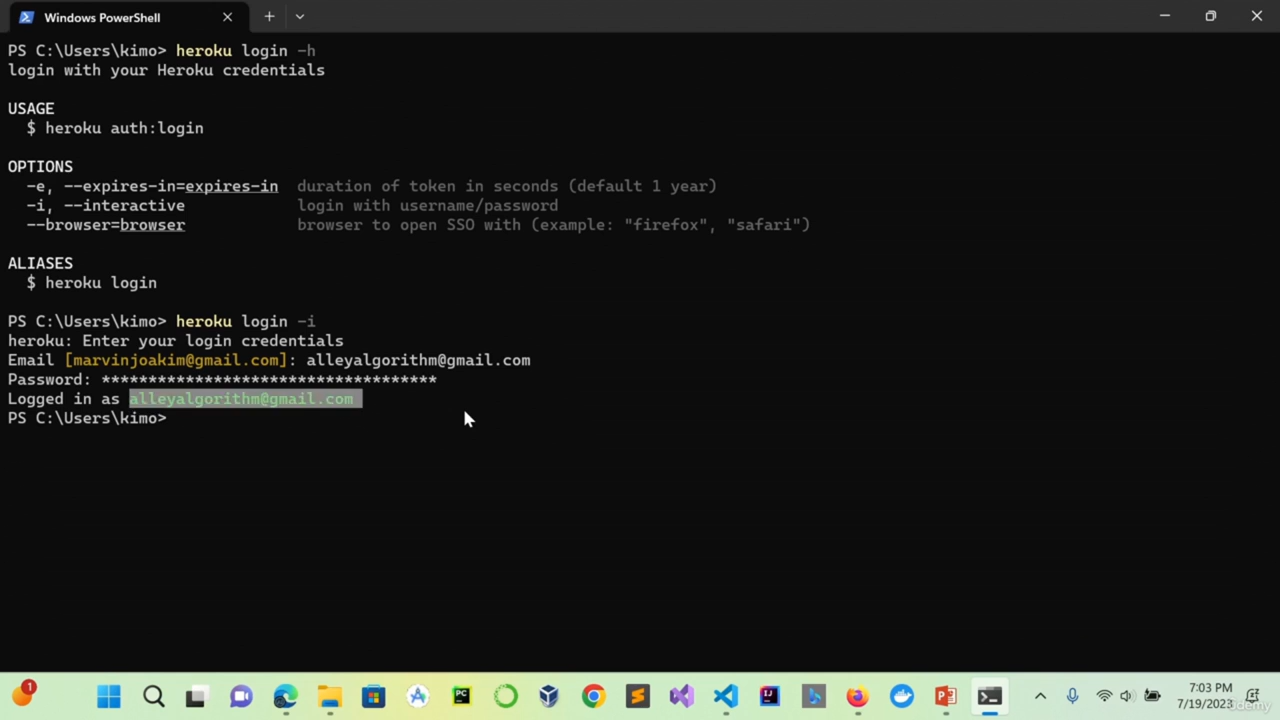 Windows PowerShell
PS C:\Users\kimo> heroku login -h
login with your Heroku credentials
USAGE
$ heroku auth:login
OPTIONS
-e, --expires-in=expires-in  duration of token in seconds (default 1 year)
-i, --interactive  login with username/password
--browser=browser  browser to open SSO with (example: "firefox", "safari")
ALIASES
$ heroku login
PS C:\Users\kimo> heroku login -i
heroku: Enter your login credentials
Email [marvinjoakim@gmail.com]: alleyalgorithm@gmail.com
Password: ************************************
Logged in as alleyalgorithm@gmail.com
PS C:\Users\kimo>
1
PC
IJ
P
7:03 PM
7/19/2023
Udemy